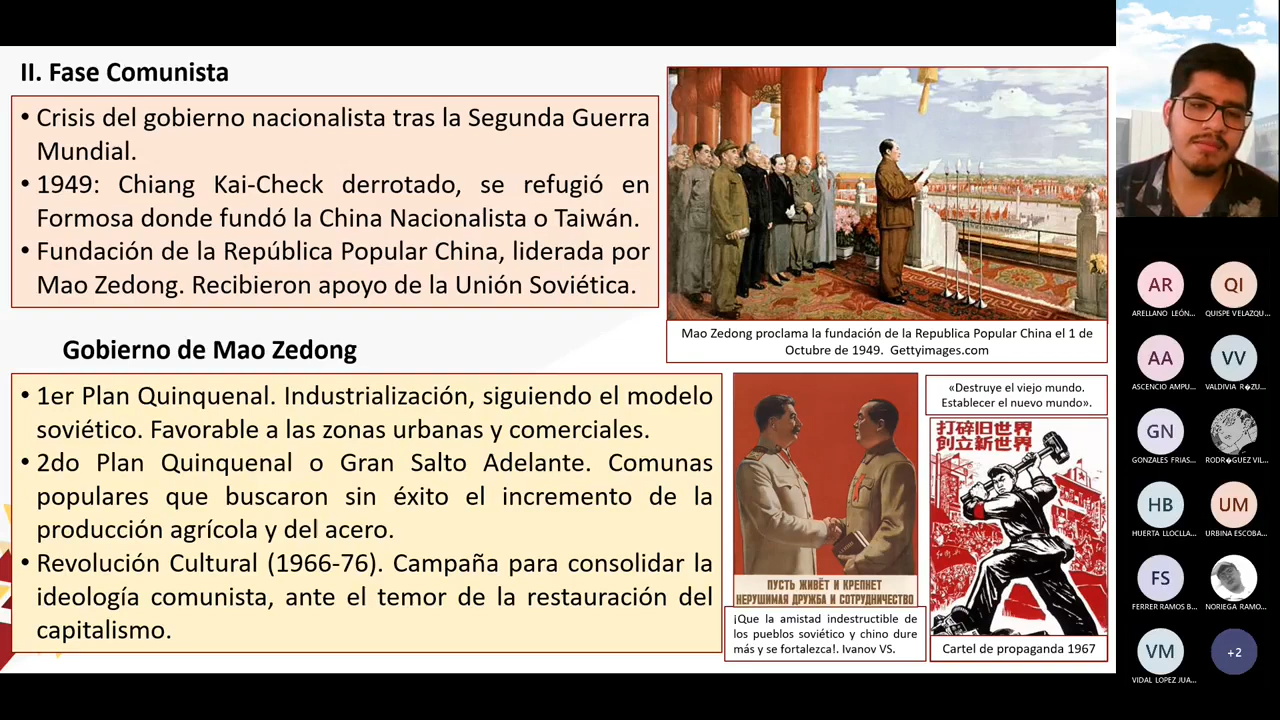 II. Fase Comunista
• Crisis del gobierno nacionalista tras la Segunda Guerra
Mundial.
• 1949: Chiang Kai-Check derrotado, se refugió en
Formosa donde fundó la China Nacionalista o Taiwán.
• Fundación de la República Popular China, liderada por
Mao Zedong. Recibieron apoyo de la Unión Soviética.
Mao Zedong proclama la fundación de la Republica Popular China el 1 de
Octubre de 1949. Gettyimages.com
Gobierno de Mao Zedong
• 1er Plan Quinquenal. Industrialización, siguiendo el modelo
soviético. Favorable a las zonas urbanas y comerciales.
• 2do Plan Quinquenal o Gran Salto Adelante. Comunas
populares que buscaron sin éxito el incremento de la
producción agrícola y del acero.
• Revolución Cultural (1966-76). Campaña para consolidar la
ideología comunista, ante el temor de la restauración del
capitalismo.
ПУСТЬ ЖИВЁТ И КРЕПНЕТ
НЕРУШИМАЯ ДРУЖБА И СОТРУДНИЧЕСТВО
¡Que la amistad indestructible de
los pueblos soviético y chino dure
más y se fortalezca!. Ivanov VS.
«Destruye el viejo mundo.
Establecer el nuevo mundo».
打碎旧世界
創立新世界
Cartel de propaganda 1967
AR
QI
ARELLANO LEÓN...
QUISPE VELAZQU...
AA
VV
ASCENCIO AMPU...
VALDIVIA R�ZU...
GN
GONZALES FRIAS...
RODR�GUEZ VIL...
HB
UM
HUERTA LLOCLLA...
URBINA ESCOBA...
FS
FERRER RAMOS B...
NORIEGA RAMO...
VM
+2
VIDAL LOPEZ JUA...